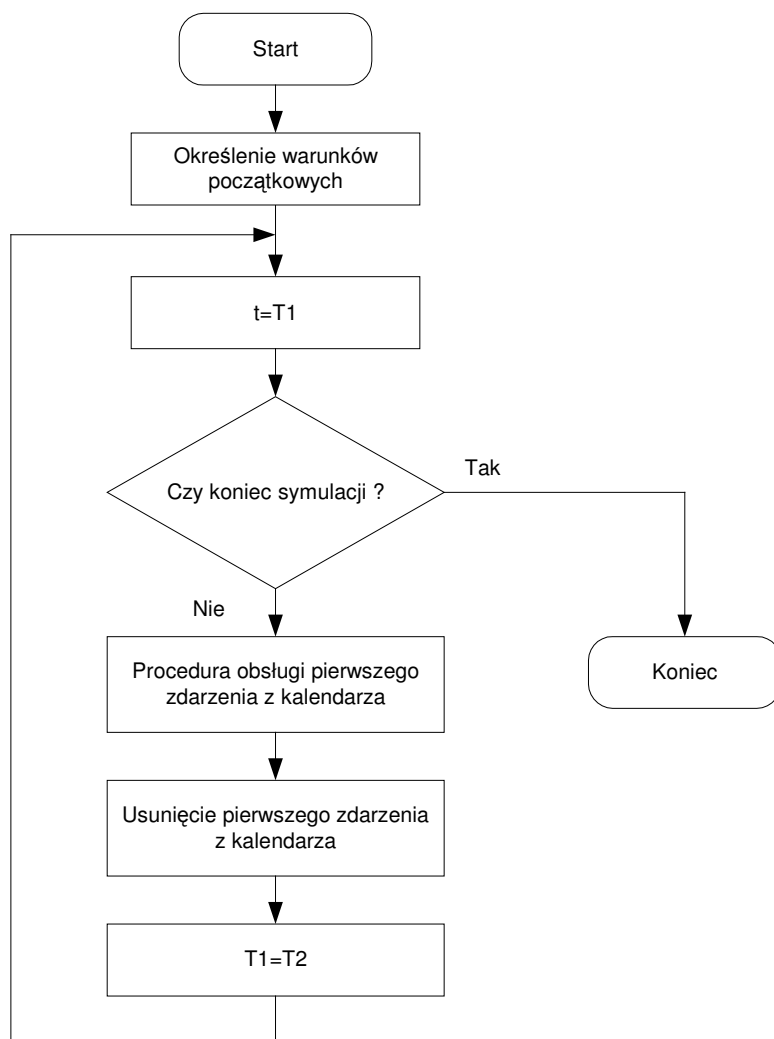 Start
Określenie warunków
początkowych
t=T1
Czy koniec symulacji ?
Tak
Nie
Procedura obsługi pierwszego
zdarzenia z kalendarza
Koniec
Usunięcie pierwszego zdarzenia
z kalendarza
T1=T2